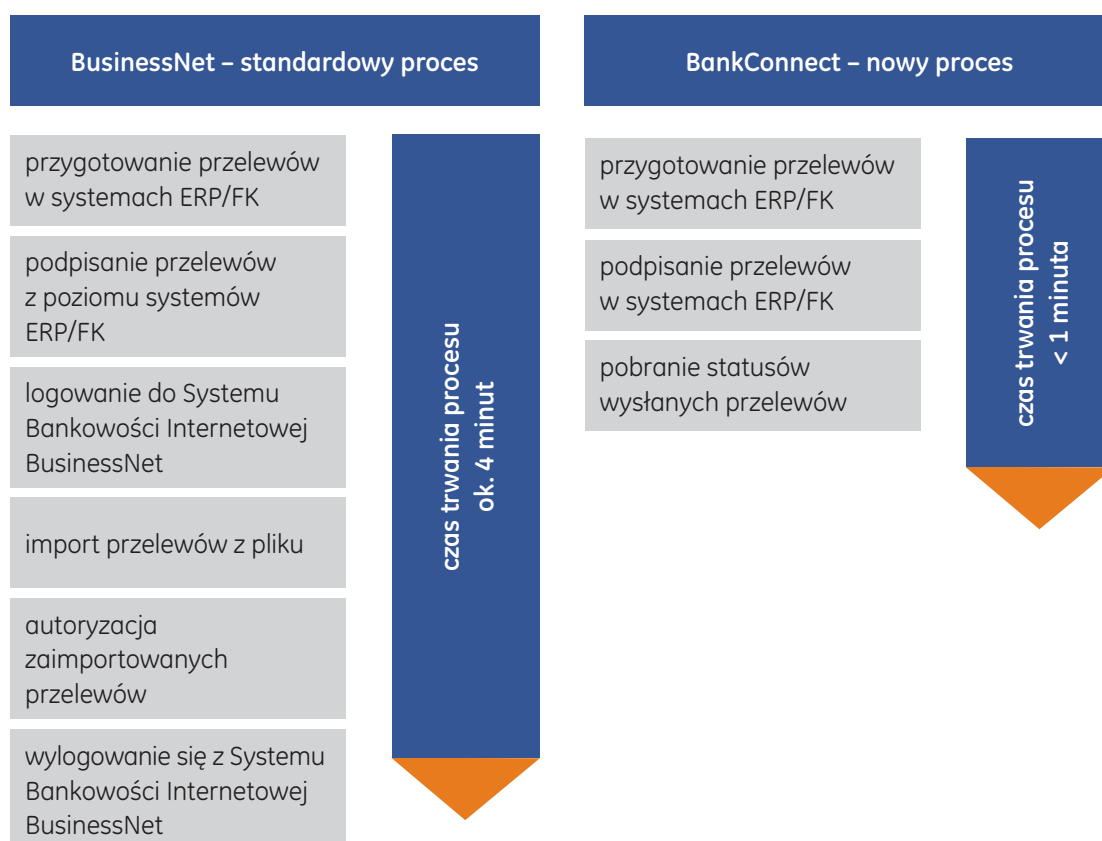 BusinessNet – standardowy proces
przygotowanie przelewów
w systemach ERP/FK
podpisanie przelewów
z poziomu systemów
ERP/FK
logowanie do Systemu
Bankowości Internetowej
BusinessNet
import przelewów z pliku
autoryzacja
zaimportowanych
przelewów
wylogowanie się z Systemu
Bankowości Internetowej
BusinessNet
czas trwania procesu
ok. 4 minut
BankConnect – nowy proces
przygotowanie przelewów
w systemach ERP/FK
podpisanie przelewów
w systemach ERP/FK
pobranie statusów
wysłanych przelewów
czas trwania procesu
< 1 minuta